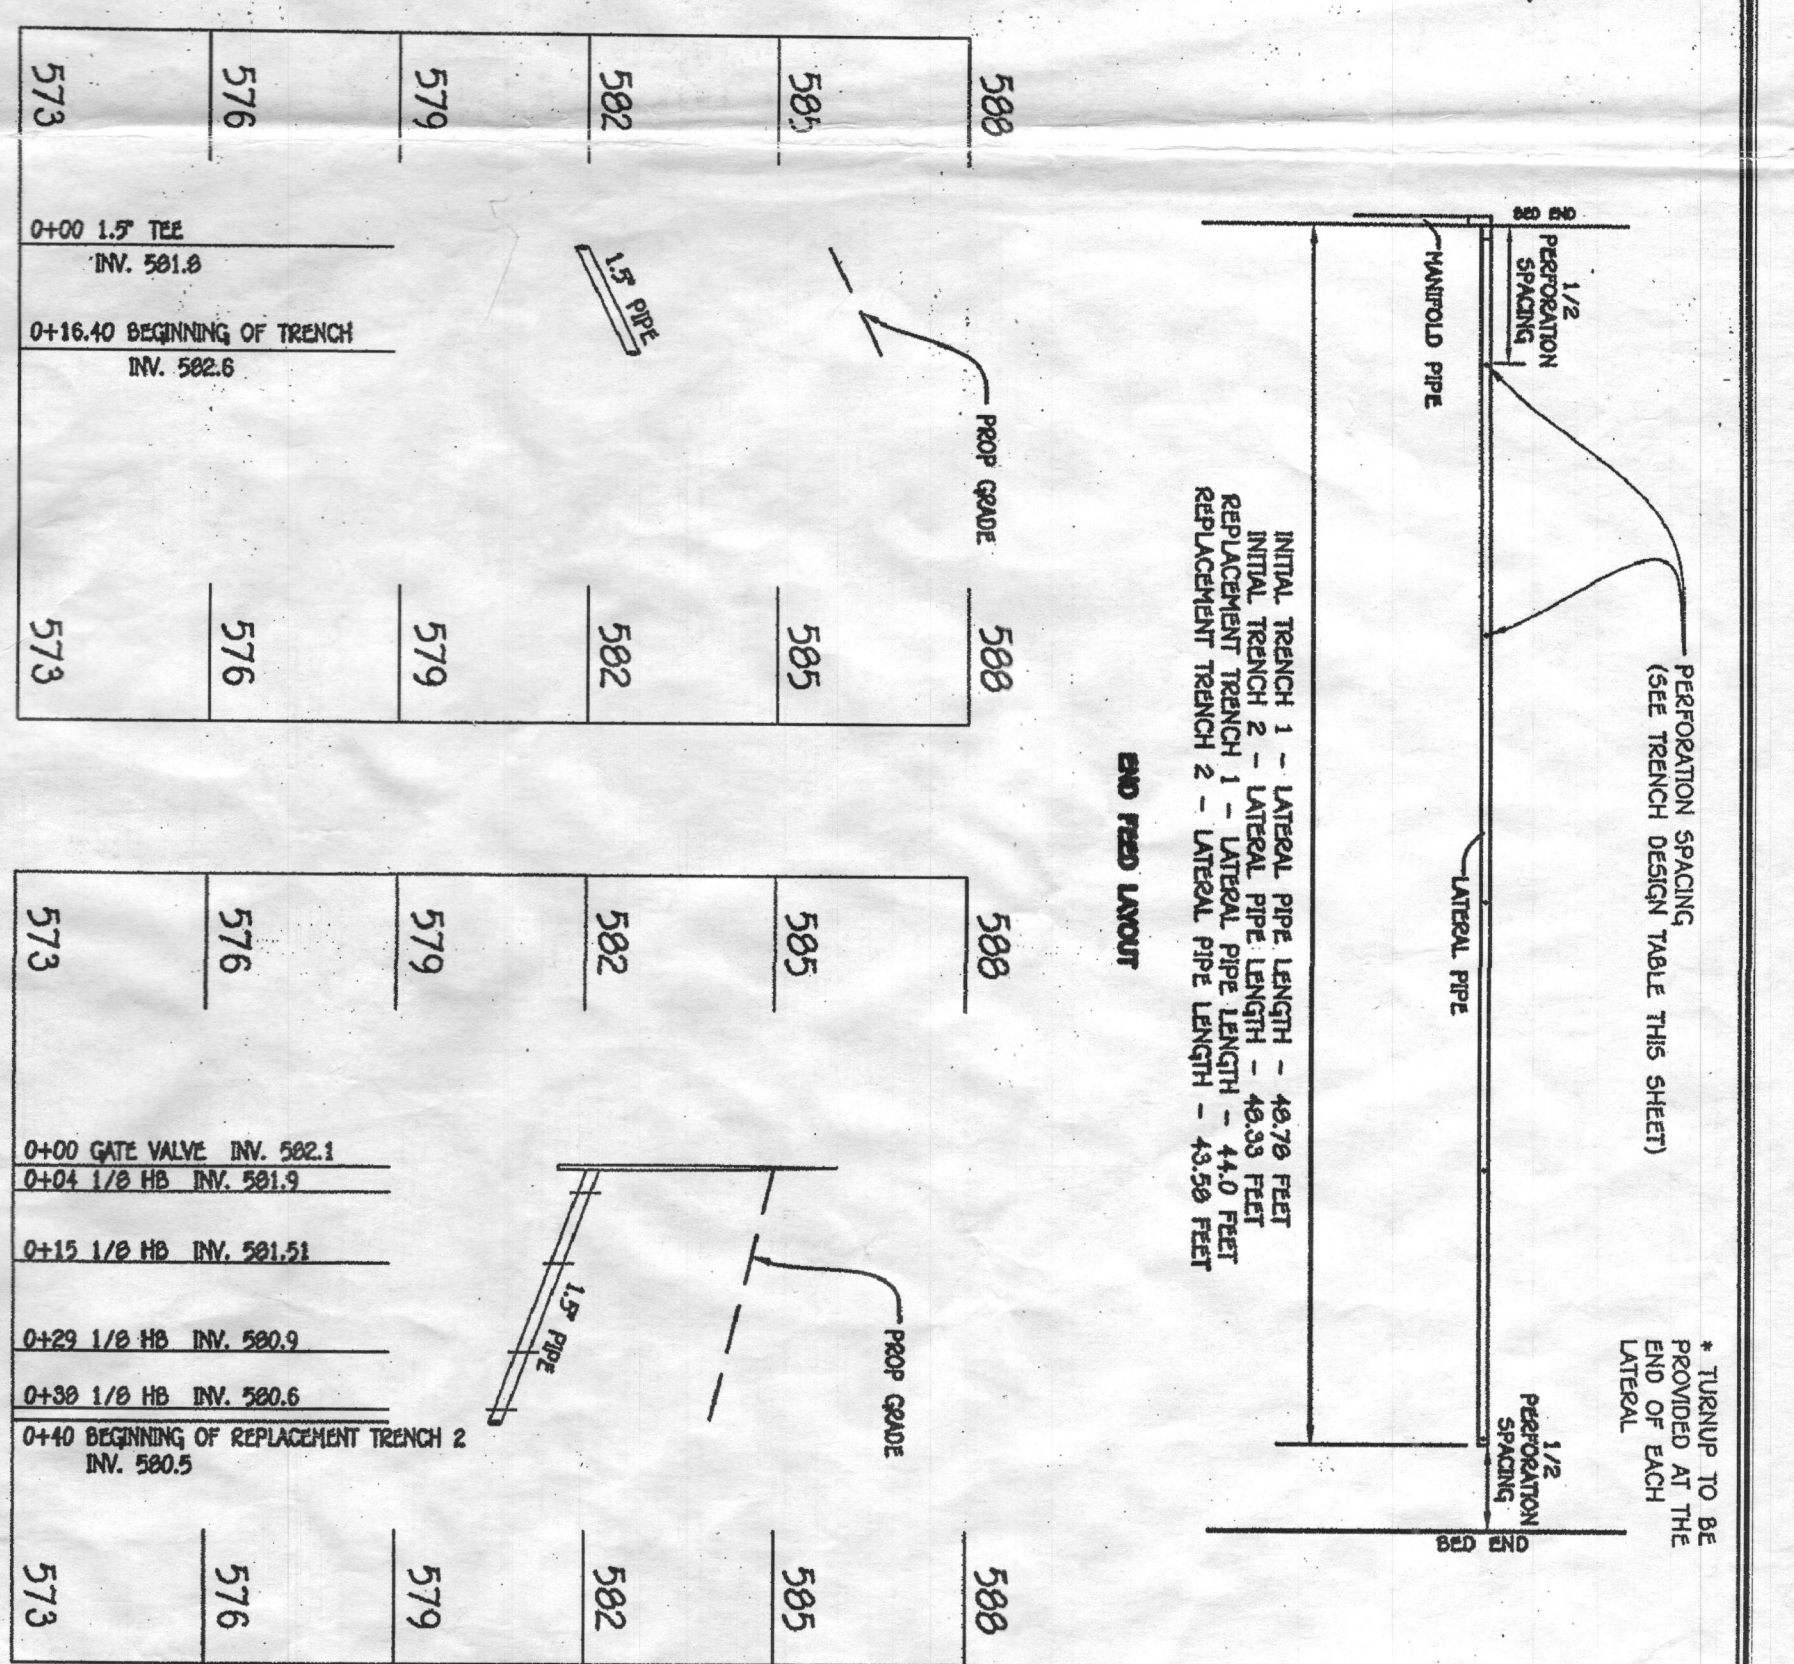 * TURNUP TO BE
PROVIDED AT THE
END OF EACH
LATERAL
PERFORATION SPACING
(SEE TRENCH DESIGN TABLE THIS SHEET)
BED END
1/2
PERFORATION
SPACING
MANIFOLD PIPE
LATERAL PIPE
1/2
PERFORATION
SPACING
BED END
INITIAL TRENCH 1 - LATERAL PIPE LENGTH - 48.78 FEET
INITIAL TRENCH 2 - LATERAL PIPE LENGTH - 48.33 FEET
REPLACEMENT TRENCH 1 - LATERAL PIPE LENGTH - 44.0 FEET
REPLACEMENT TRENCH 2 - LATERAL PIPE LENGTH - 43.58 FEET
END FEED LAYOUT
588
585
582
579
576
573
PROP GRADE
1.5" PIPE
0+00 1.5" TEE
INV. 581.8
0+16.40 BEGINNING OF TRENCH
INV. 582.6
588
585
582
579
576
573
588
585
582
579
576
573
PROP GRADE
1.5" PIPE
0+00 GATE VALVE INV. 582.1
0+04 1/8 HB INV. 581.9
0+15 1/8 HB INV. 581.51
0+29 1/8 HB INV. 580.9
0+38 1/8 HB INV. 580.6
0+40 BEGINNING OF REPLACEMENT TRENCH 2
INV. 580.5
588
585
582
579
576
573